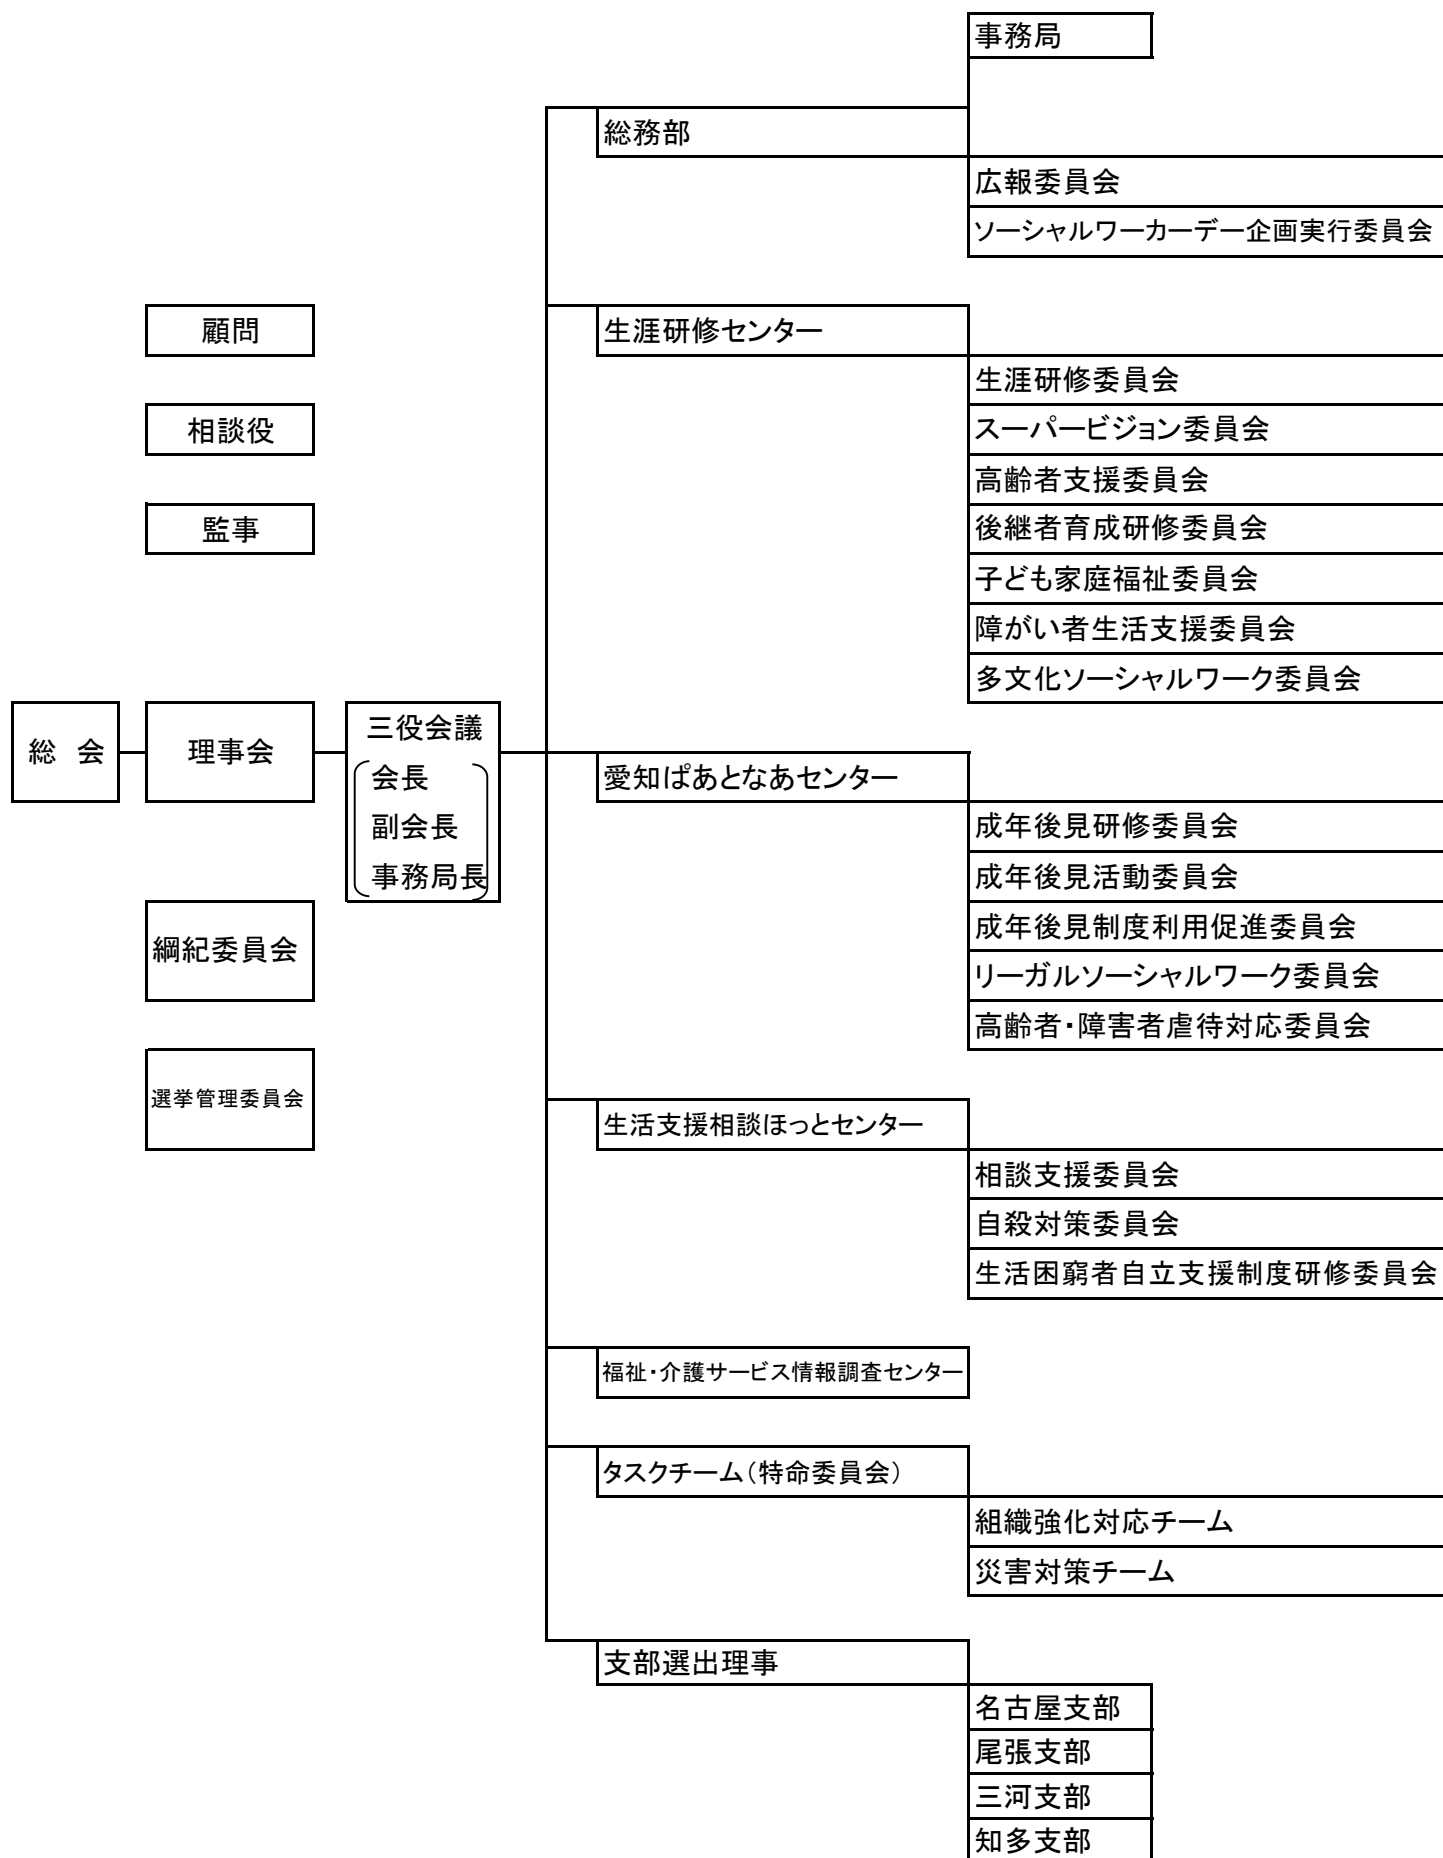 事務局
総務部
広報委員会
ソーシャルワーカーデー企画実行委員会
顧問
相談役
監事
総　会
理事会
三役会議
会長
副会長
事務局長
綱紀委員会
選挙管理委員会
生涯研修センター
生涯研修委員会
スーパービジョン委員会
高齢者支援委員会
後継者育成研修委員会
子ども家庭福祉委員会
障がい者生活支援委員会
多文化ソーシャルワーク委員会
愛知ぱあとなあセンター
成年後見研修委員会
成年後見活動委員会
成年後見制度利用促進委員会
リーガルソーシャルワーク委員会
高齢者・障害者虐待対応委員会
生活支援相談ほっとセンター
相談支援委員会
自殺対策委員会
生活困窮者自立支援制度研修委員会
福祉・介護サービス情報調査センター
タスクチーム（特命委員会）
組織強化対応チーム
災害対策チーム
支部選出理事
名古屋支部
尾張支部
三河支部
知多支部